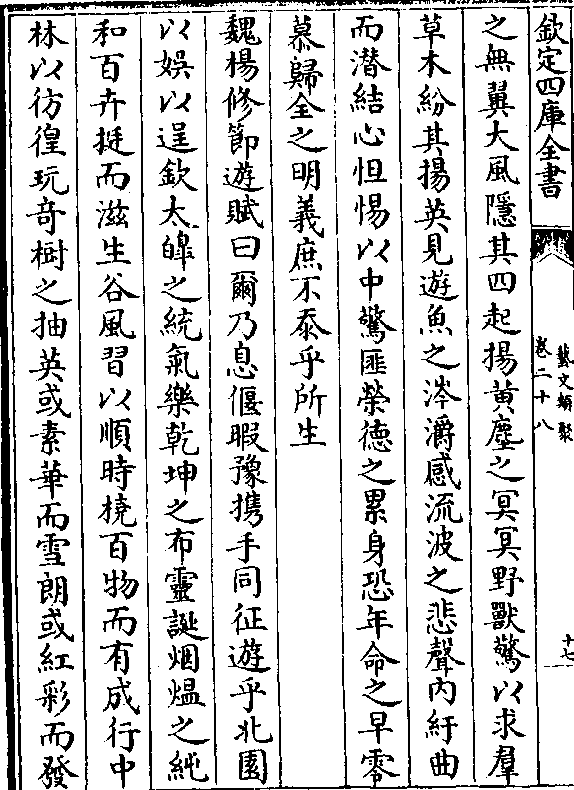 欽定四庫全書
藝文類聚
卷二十八
十七
之無翼大風隱其四起揚黄塵之冥冥野獸驚以求羣
草木紛其揚英見遊魚之涔灂感流波之悲聲内紆曲
而潜結心怛惕以中驚匪榮德之累身恐年命之早零
慕歸全之明義庶不忝乎所生
魏楊修節遊賦曰爾乃息偃暇豫攜手同征遊乎北園
以娱以逞欽太皥之統氣樂乾坤之布靈誕烟煴之純
和百卉挺而滋生谷風習以順時橈百物而有成行中
林以彷徨玩竒樹之抽英或素華而雪朗或紅彩而發